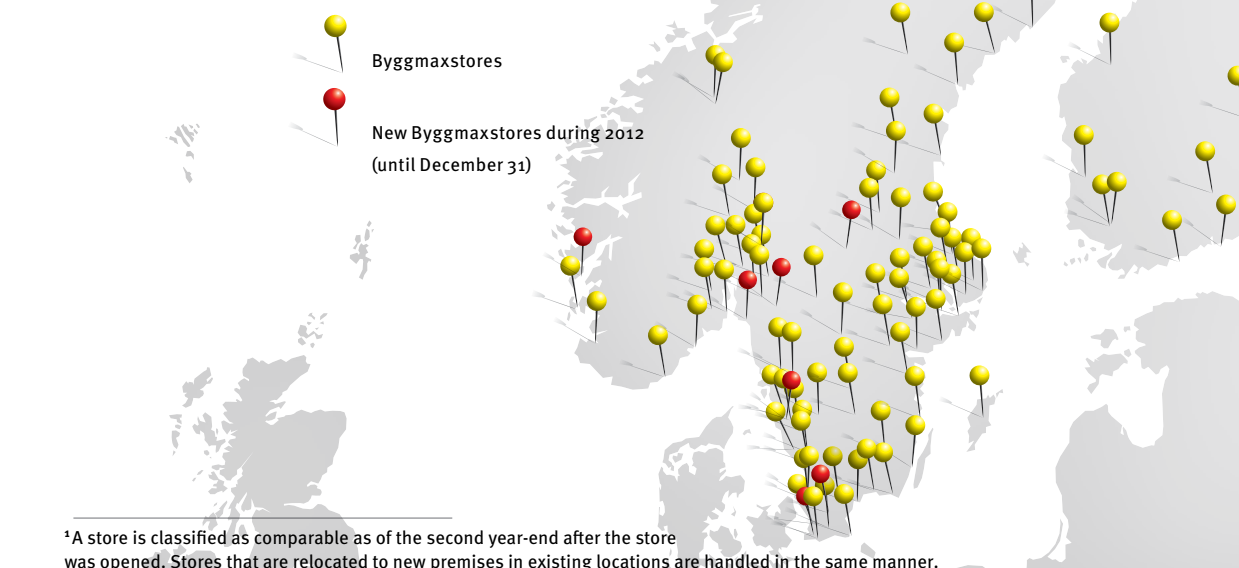 Byggmaxstores
New Byggmaxstores during 2012
(until December 31)
¹A store is classified as comparable as of the second year-end after the store
was opened. Stores that are relocated to new premises in existing locations are handled in the same manner.